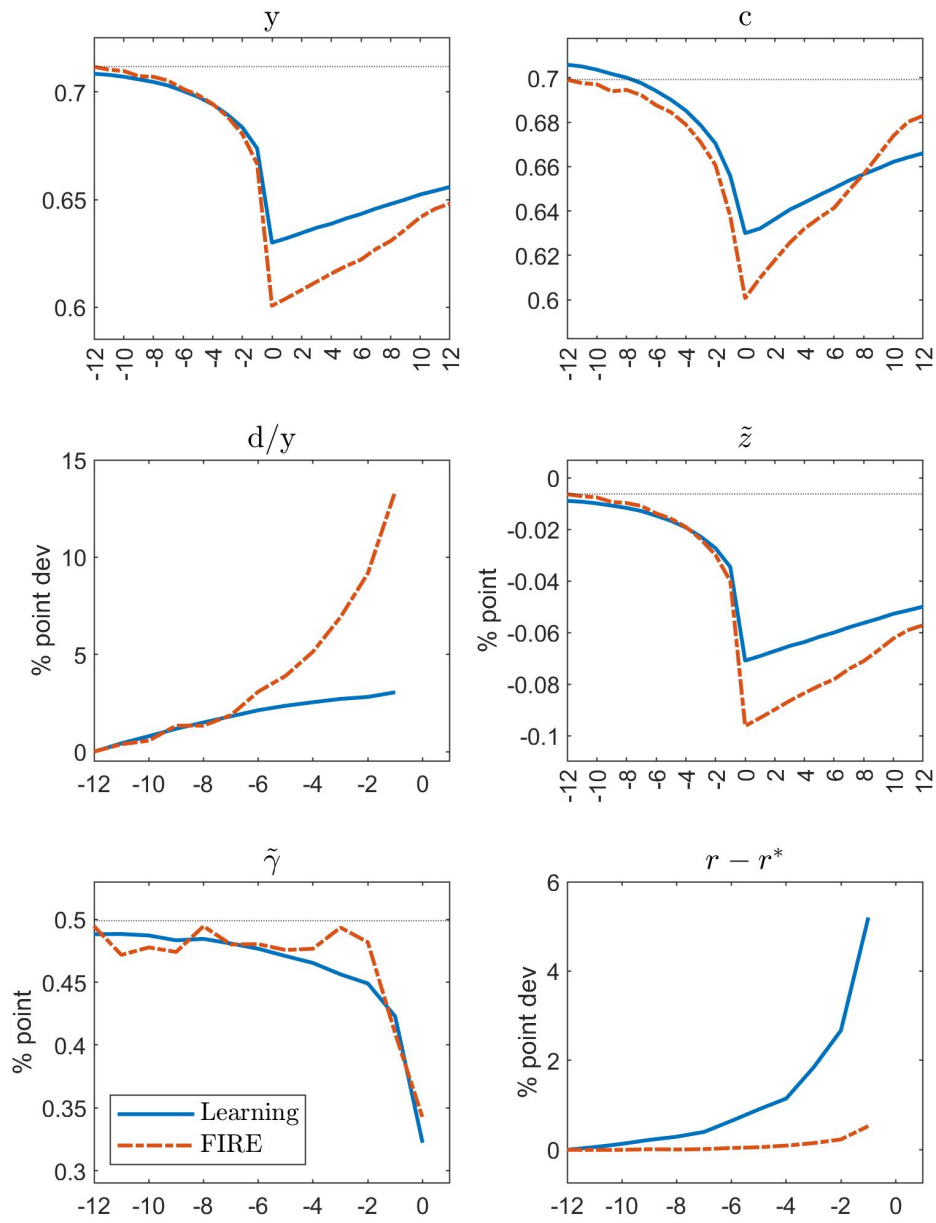 y
0.7
0.65
0.6
-12 -10 -8 -6 -4 -2 0 2 4 6 8 10 12
c
0.7
0.68
0.66
0.64
0.62
0.6
-12 -10 -8 -6 -4 -2 0 2 4 6 8 10 12
d/y
% point dev
15
10
5
0
-12 -10 -8 -6 -4 -2 0
z̃
% point
0
-0.02
-0.04
-0.06
-0.08
-0.1
-12 -10 -8 -6 -4 -2 0 2 4 6 8 10 12
γ̃
% point
0.5
0.45
0.4
0.35
0.3
Learning
FIRE
-12 -10 -8 -6 -4 -2 0
r − r*
% point dev
6
4
2
0
-12 -10 -8 -6 -4 -2 0